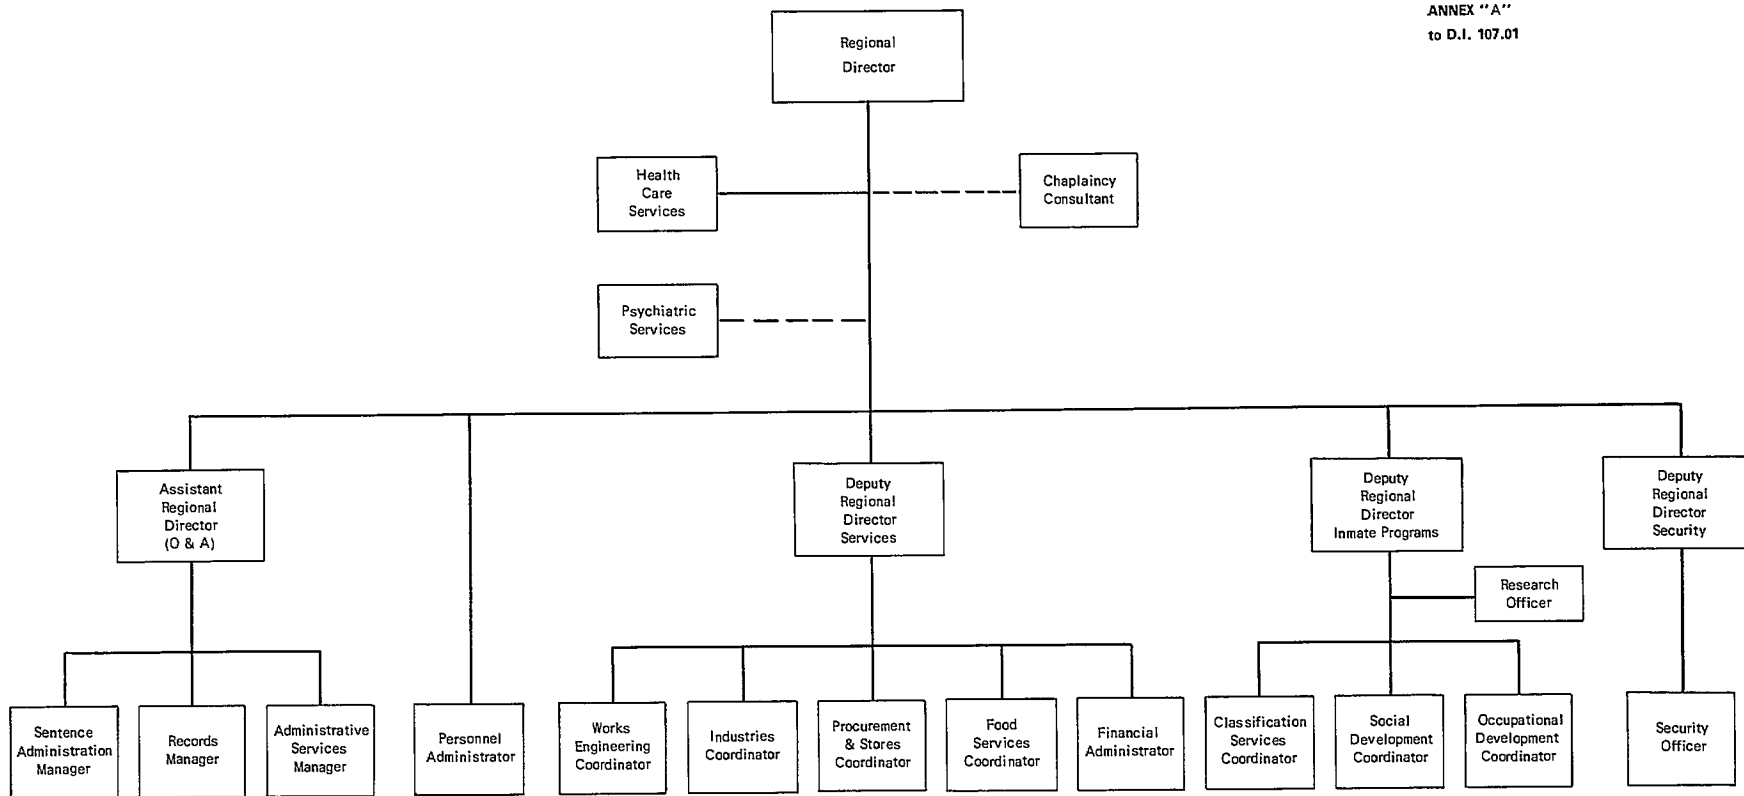 ANNEX "A"
to D.I. 107.01
Regional
Director
Health
Care
Services
Chaplaincy
Consultant
Psychiatric
Services
Assistant
Regional
Director
(O & A)
Deputy
Regional
Director
Services
Deputy
Regional
Director
Inmate Programs
Deputy
Regional
Director
Security
Research
Officer
Sentence
Administration
Manager
Records
Manager
Administrative
Services
Manager
Personnel
Administrator
Works
Engineering
Coordinator
Industries
Coordinator
Procurement
& Stores
Coordinator
Food
Services
Coordinator
Financial
Administrator
Classification
Services
Coordinator
Social
Development
Coordinator
Occupational
Development
Coordinator
Security
Officer